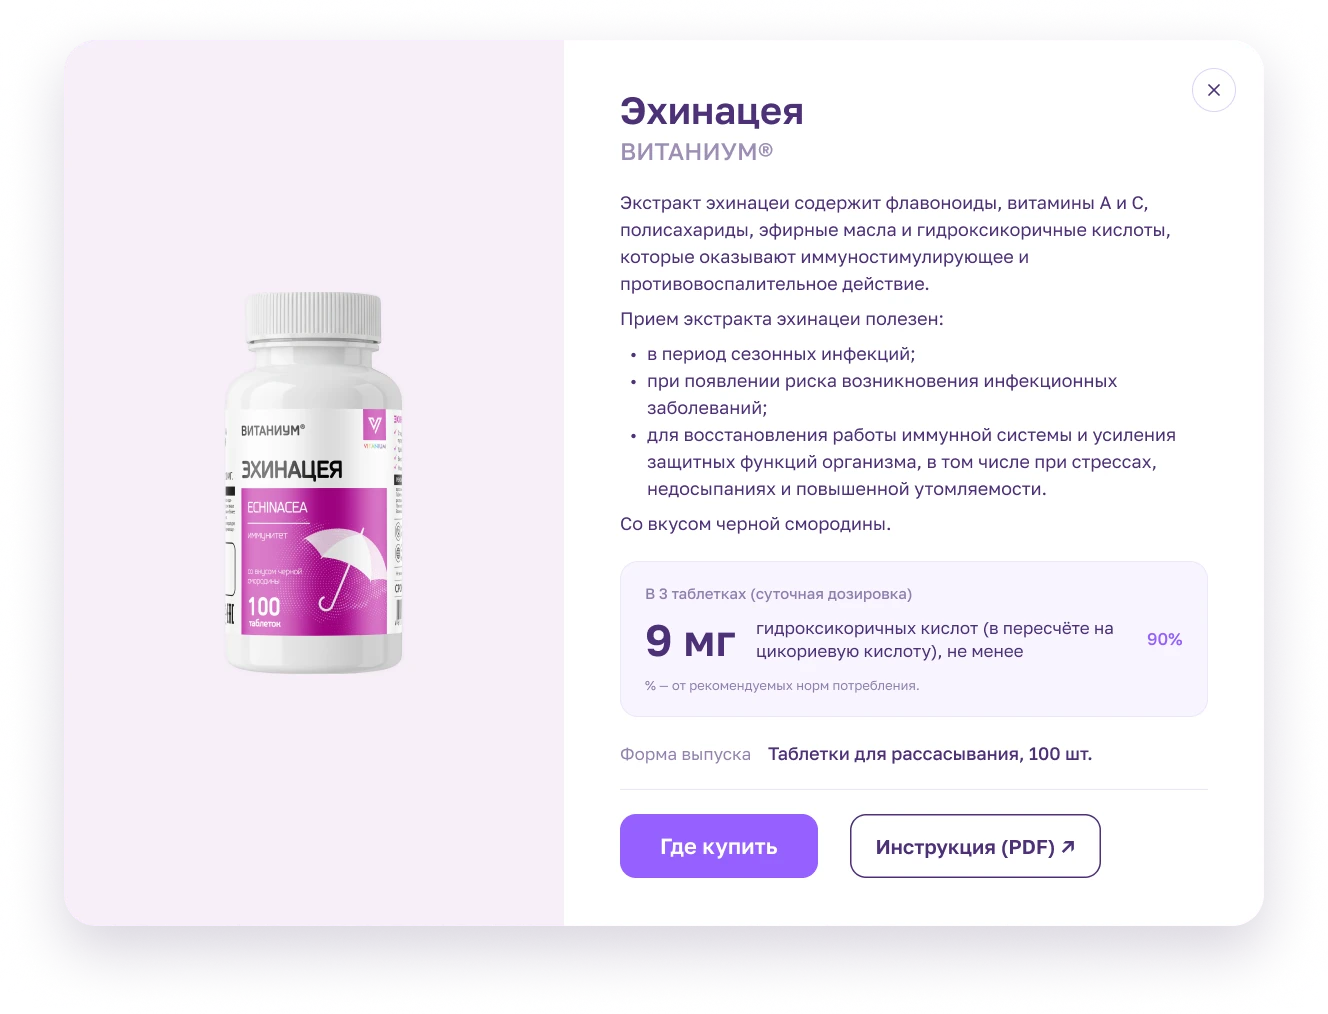 Эхинацея
ВИТАНИУМ®
Экстракт эхинацеи содержит флавоноиды, витамины А и С,
полисахариды, эфирные масла и гидроксикоричные кислоты,
которые оказывают иммуностимулирующее и
противовоспалительное действие.
Прием экстракта эхинацеи полезен:
• в период сезонных инфекций;
• при появлении риска возникновения инфекционных
заболеваний;
• для восстановления работы иммунной системы и усиления
защитных функций организма, в том числе при стрессах,
недосыпаниях и повышенной утомляемости.
Со вкусом черной смородины.
В 3 таблетках (суточная дозировка)
9 мг
гидроксикоричных кислот (в пересчёте на
цикориевую кислоту), не менее
90%
% — от рекомендуемых норм потребления.
Форма выпуска Таблетки для рассасывания, 100 шт.
Где купить
Инструкция (PDF) ↗
ВИТАНИУМ®
ЭХИНАЦЕЯ
ECHINACEA
иммунитет
со вкусом черной
смородины
100
таблеток